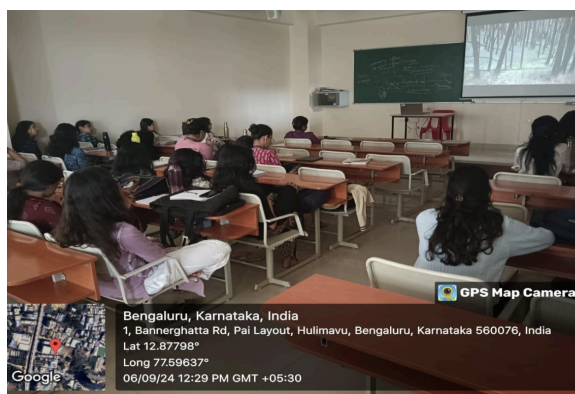 GPS Map Camera
Bengaluru, Karnataka, India
1, Bannerghatta Rd, Pai Layout, Hulimavu, Bengaluru, Karnataka 560076, India
Lat 12.87798°
Long 77.59637°
06/09/24 12:29 PM GMT +05:30
Google